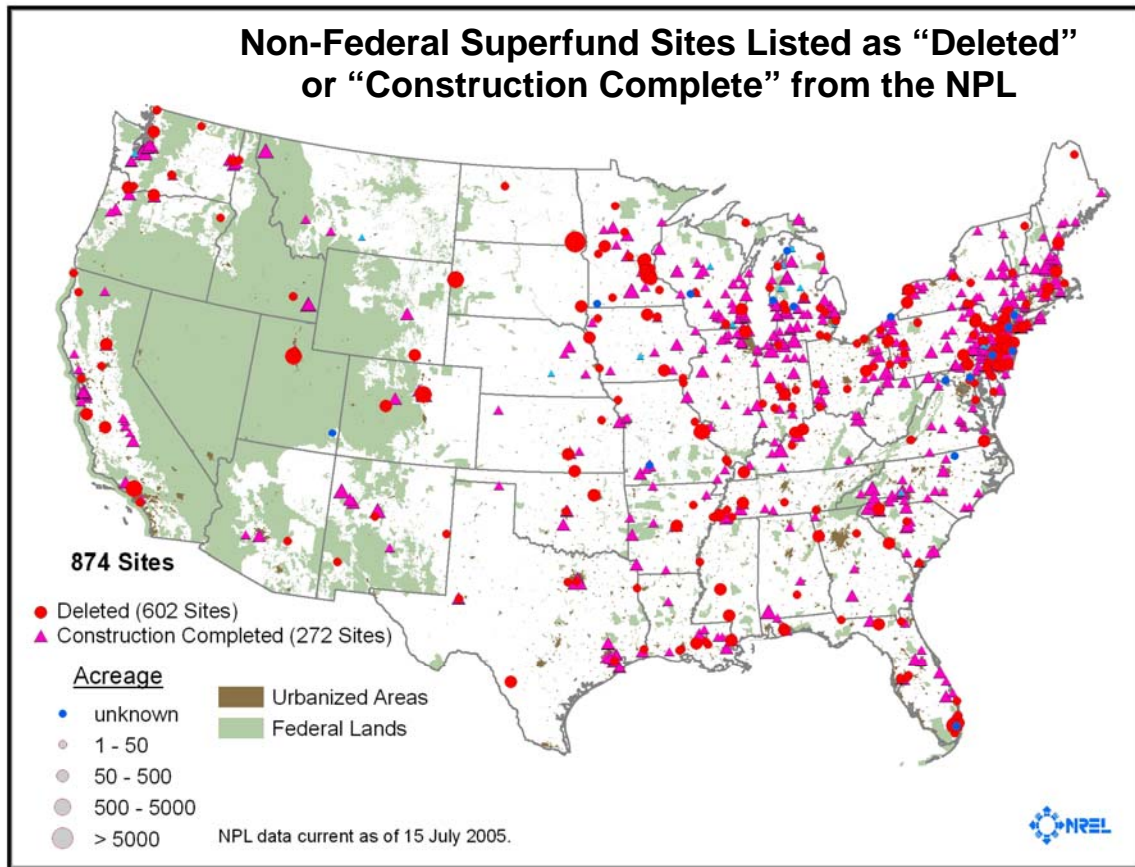 Non-Federal Superfund Sites Listed as “Deleted”
or “Construction Complete” from the NPL
874 Sites
Deleted (602 Sites)
Construction Completed (272 Sites)
Acreage
unknown
1 - 50
50 - 500
500 - 5000
> 5000
Urbanized Areas
Federal Lands
NPL data current as of 15 July 2005.
NREL